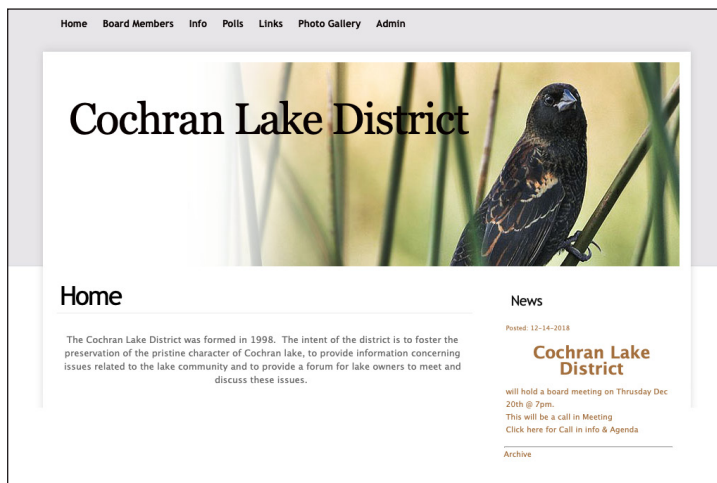 Home Board Members Info Polls Links Photo Gallery Admin
Cochran Lake District
Home
The Cochran Lake District was formed in 1998. The intent of the district is to foster the
preservation of the pristine character of Cochran lake, to provide information concerning
issues related to the lake community and to provide a forum for lake owners to meet and
discuss these issues.
News
Posted: 12-14-2018
Cochran Lake
District
will hold a board meeting on Thrusday Dec
20th @ 7pm.
This will be a call in Meeting
Click here for Call in info & Agenda
Archive